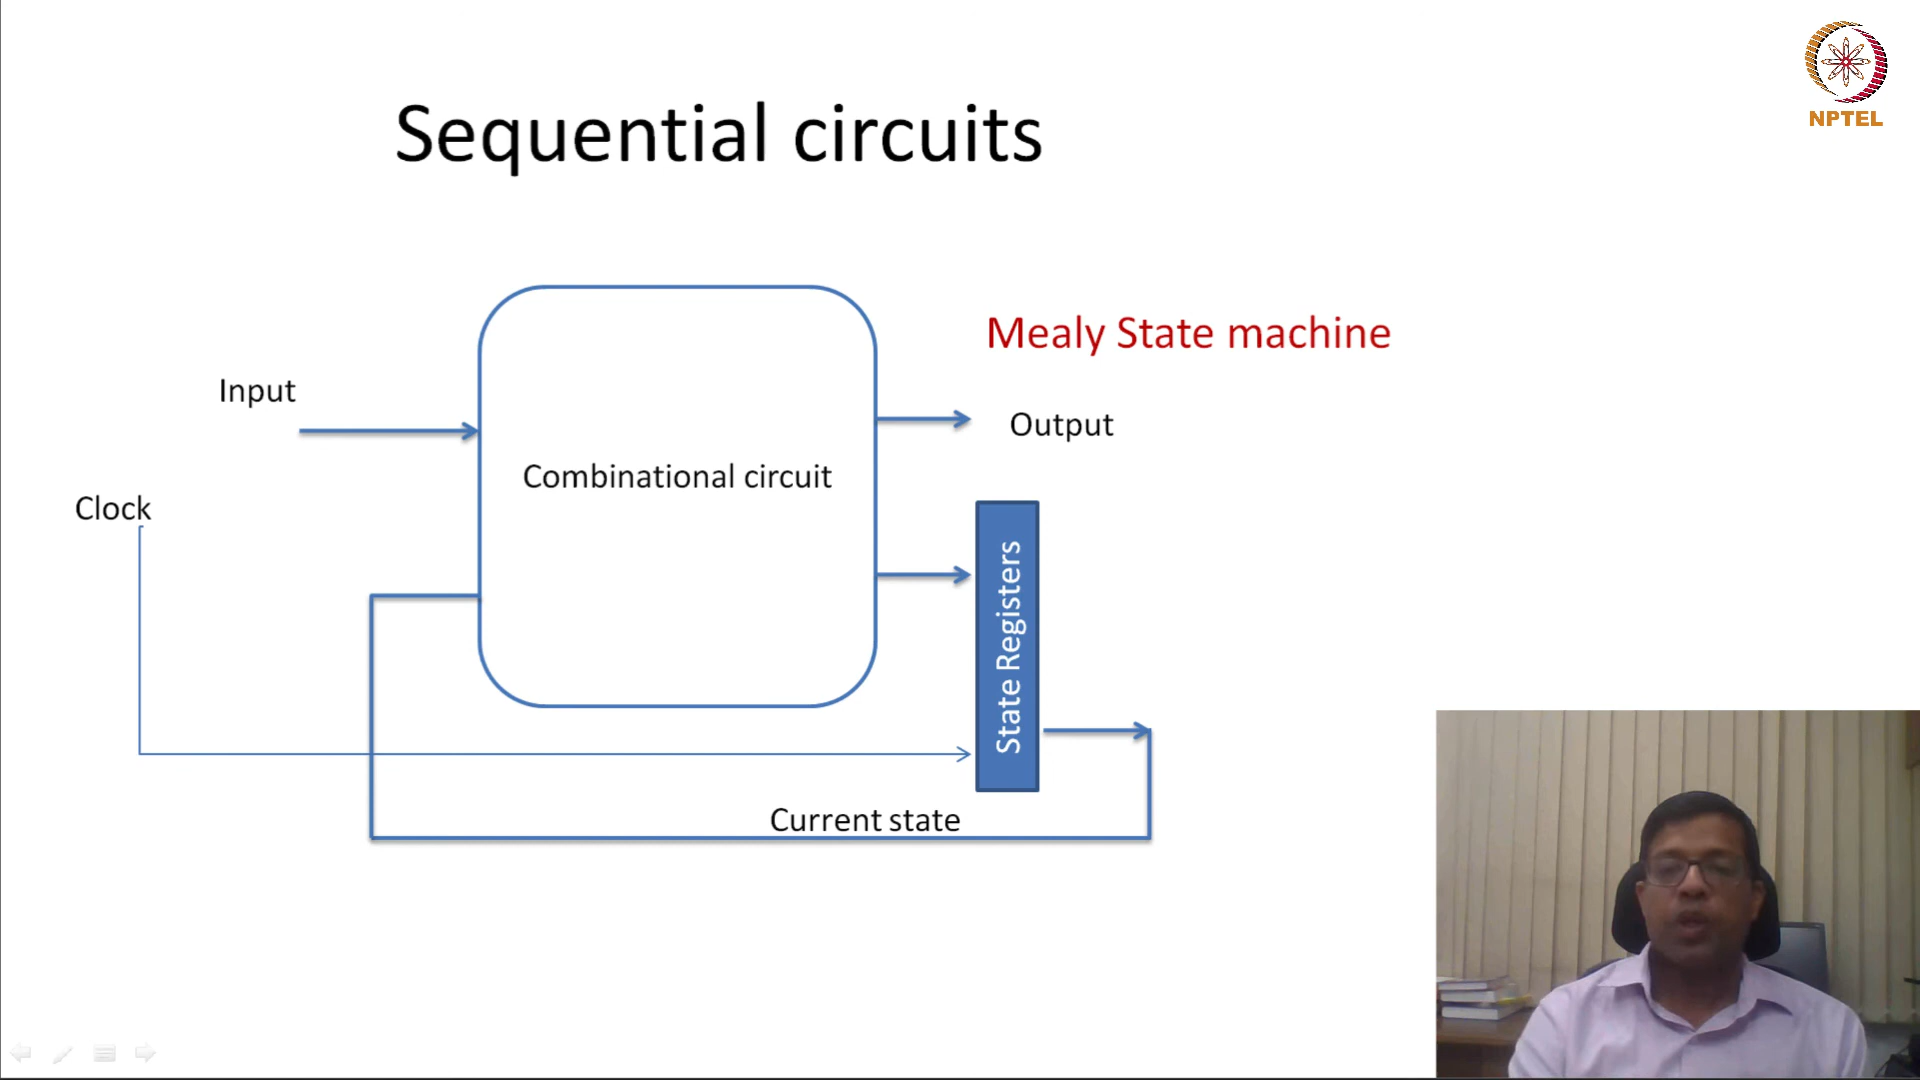 NPTEL
Sequential circuits
Mealy State machine
Input
Output
Combinational circuit
Clock
State Registers
Current state